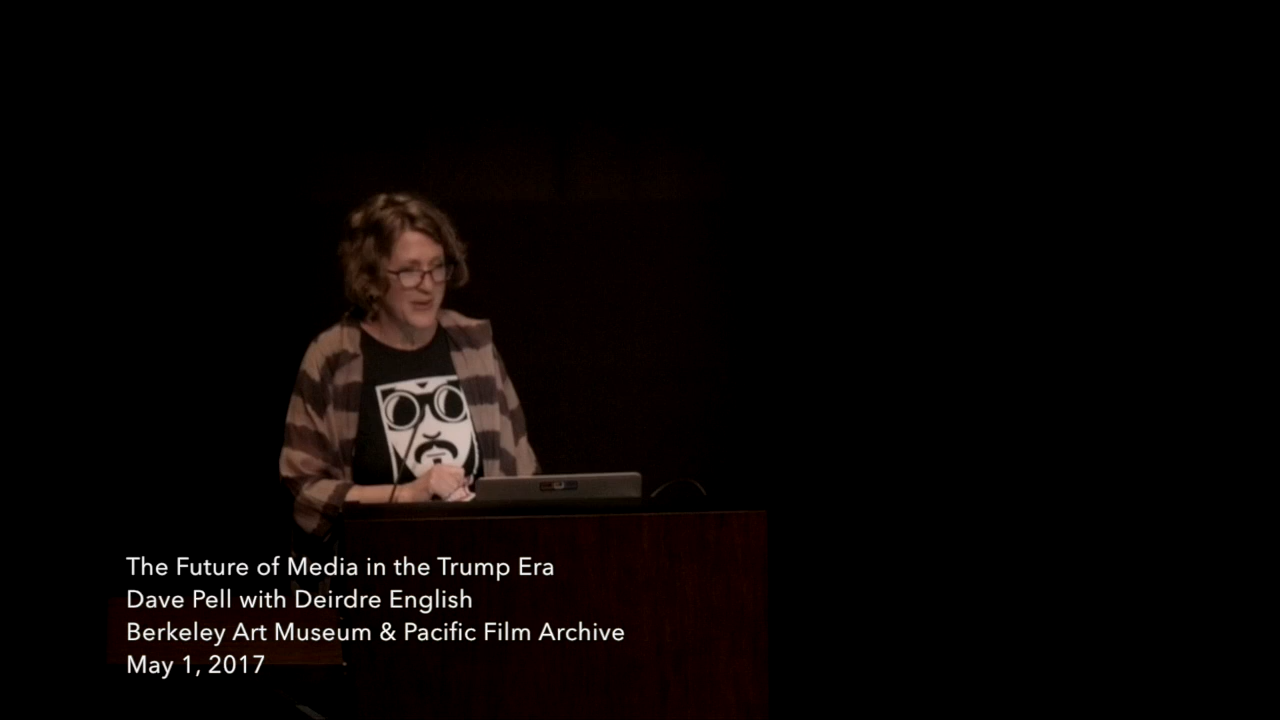 The Future of Media in the Trump Era
Dave Pell with Deirdre English
Berkeley Art Museum & Pacific Film Archive
May 1, 2017